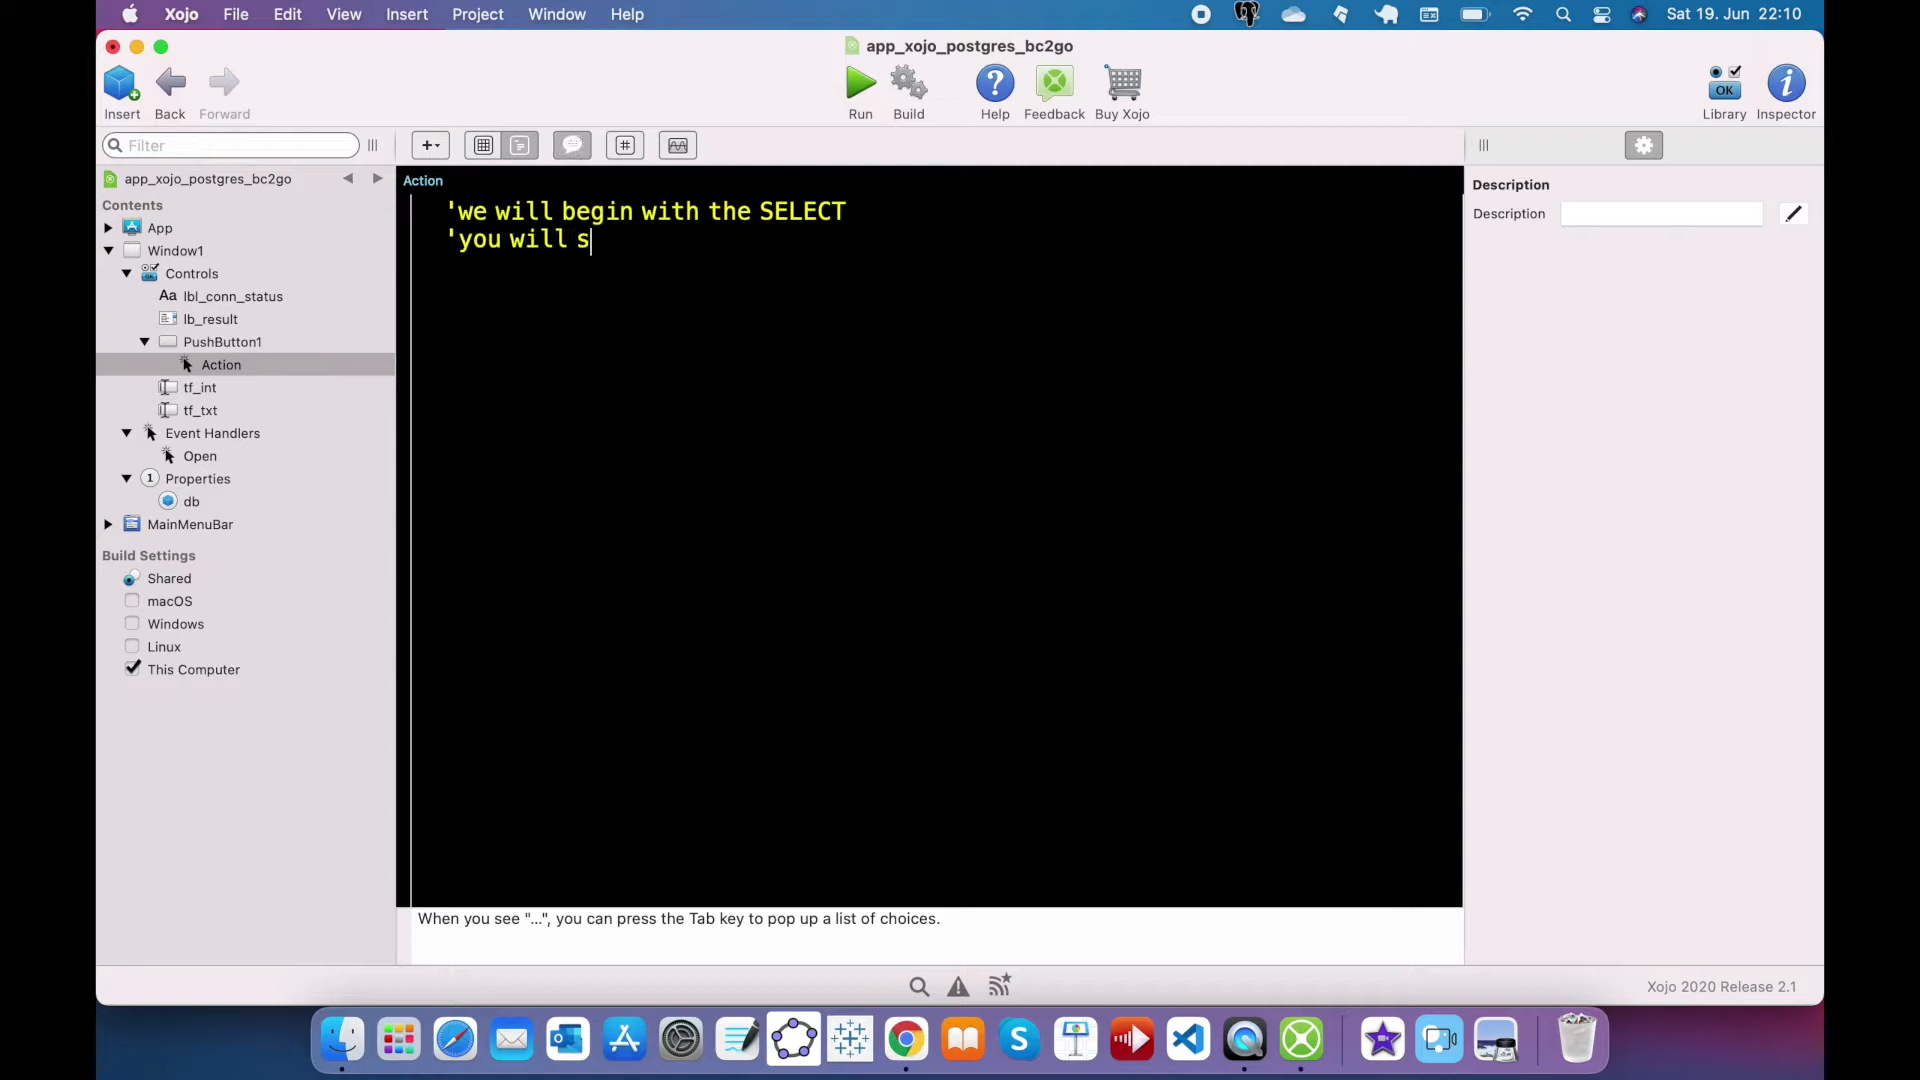 Xojo File Edit View Insert Project Window Help Sat 19. Jun 22:10
app_xojo_postgres_bc2go
Insert Back Forward Run Build Help Feedback Buy Xojo OK Library Inspector
Filter
app_xojo_postgres_bc2go
Contents
App
Window1
Controls
Aa lbl_conn_status
lb_result
PushButton1
Action
tf_int
tf_txt
Event Handlers
Open
1 Properties
db
MainMenuBar
Build Settings
Shared
macOS
Windows
Linux
This Computer
Action
'we will begin with the SELECT
'you will s
When you see "...", you can press the Tab key to pop up a list of choices.
Description
Description
Xojo 2020 Release 2.1